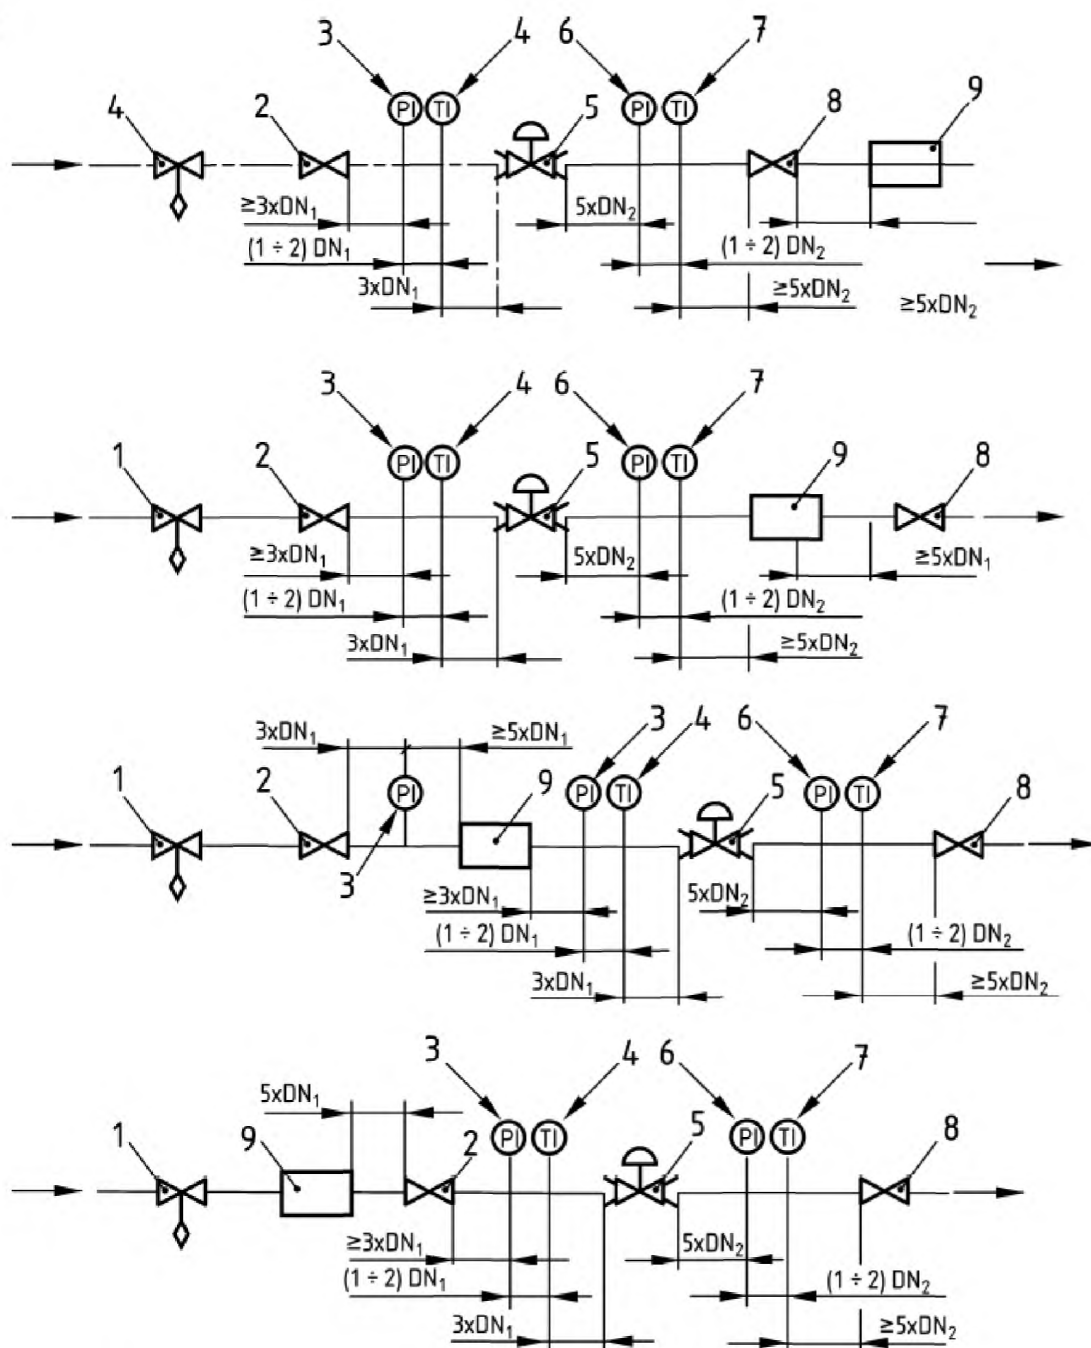 3 4 6 7
4 2 PI TI 5 PI TI 8 9
≥3xDN₁ 5xDN₂
(1 ÷ 2) DN₁ (1 ÷ 2) DN₂
3xDN₁ ≥5xDN₂ ≥5xDN₂
3 4 6 7
1 2 PI TI 5 PI TI 9 8
≥3xDN₁ 5xDN₂ ≥5xDN₁
(1 ÷ 2) DN₁ (1 ÷ 2) DN₂
3xDN₁ ≥5xDN₂
3xDN₁ ≥5xDN₁ 3 4 6 7
1 2 PI 9 PI TI 5 PI TI 8
3
≥3xDN₁ 5xDN₂
(1 ÷ 2) DN₁ (1 ÷ 2) DN₂
3xDN₁ ≥5xDN₂
3 4 6 7
5xDN₁
1 9 2 PI TI 5 PI TI 8
≥3xDN₁ 5xDN₂
(1 ÷ 2) DN₁ (1 ÷ 2) DN₂
3xDN₁ ≥5xDN₂